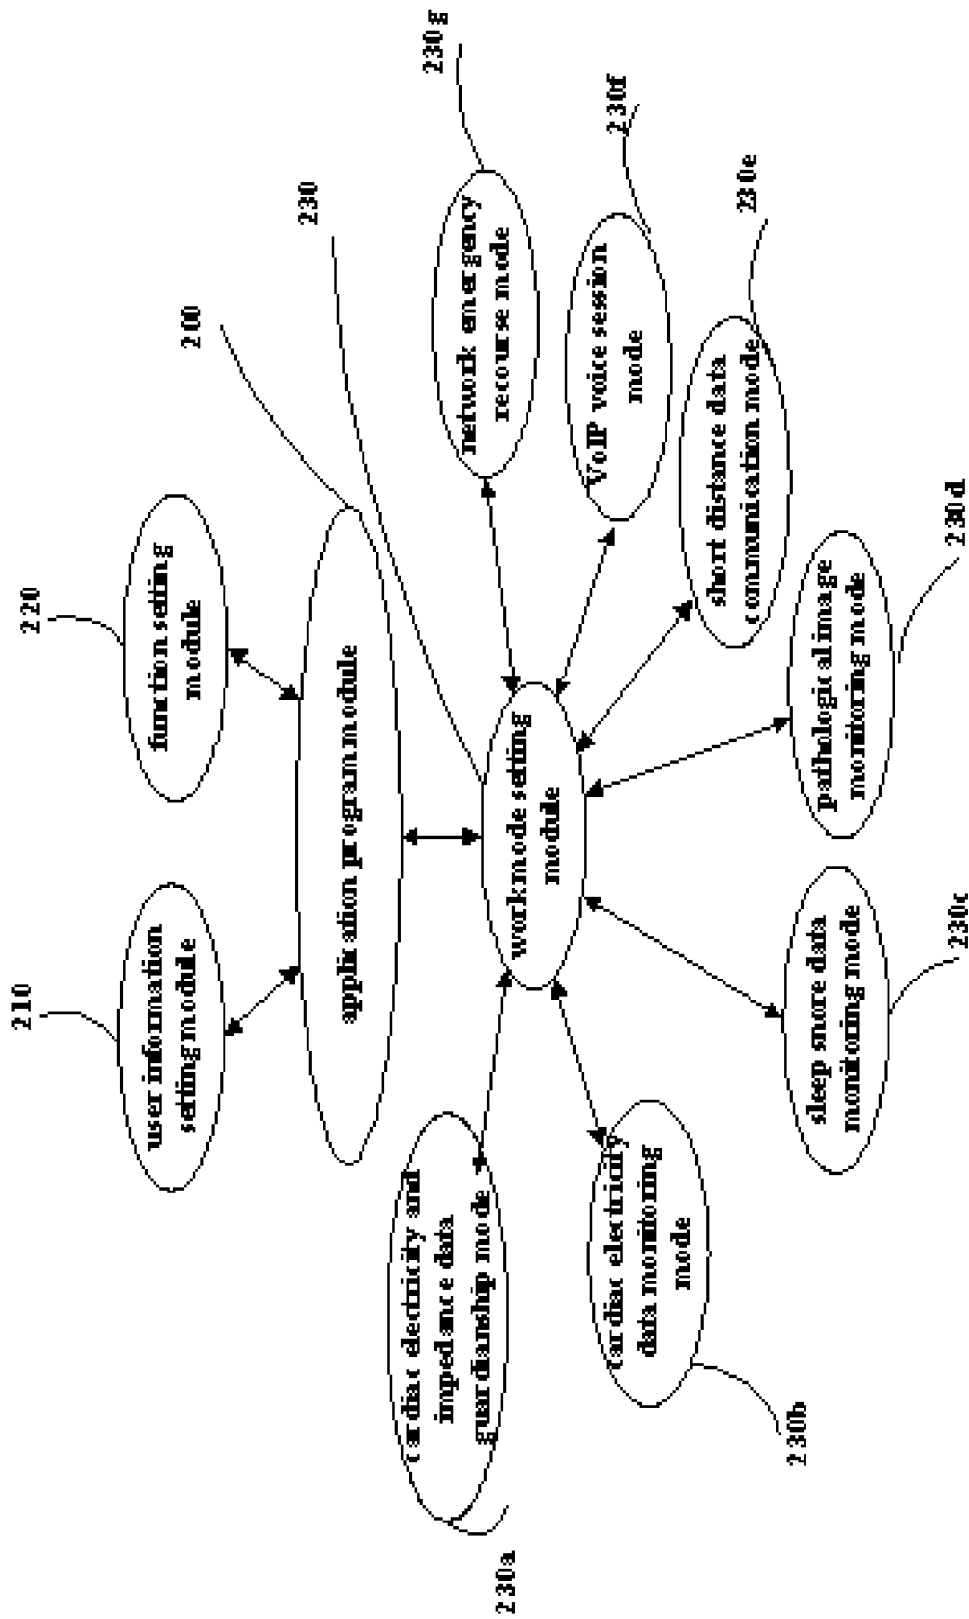 210
220
user information
setting module
function setting
module
200
application program module
230
work mode setting
module
230a
cardiac electricity and
impedance data
guardianship mode
230b
cardiac electricity
data monitoring
mode
230c
sleep snore data
monitoring mode
230d
pathological image
monitoring mode
230e
short distance data
communication mode
230f
VoIP voice session
mode
230g
network emergency
recourse mode